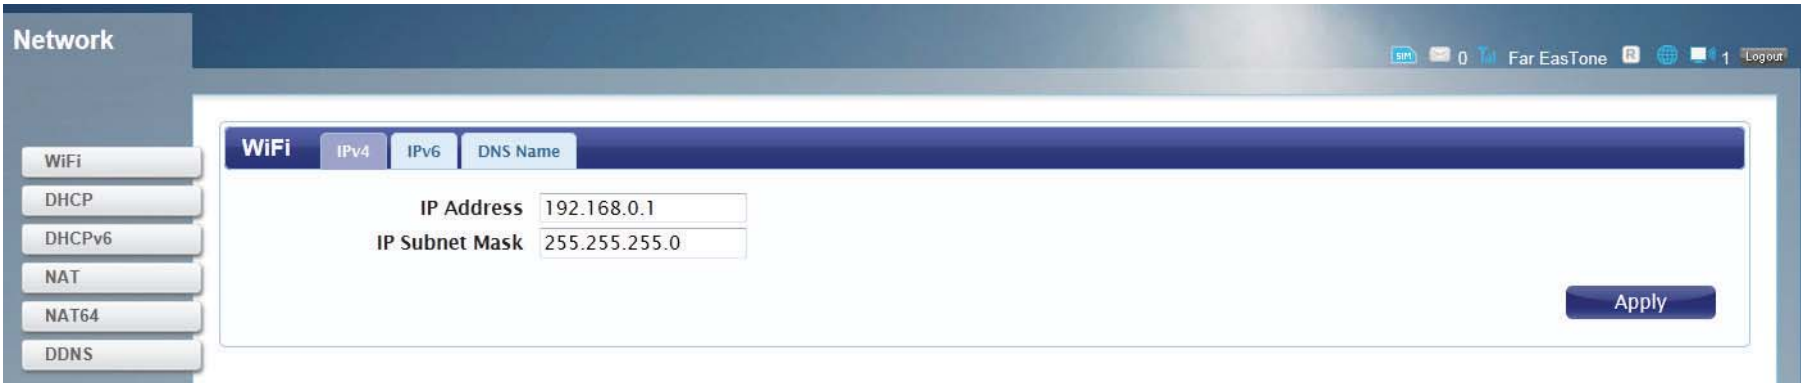 Network
SIM 0 Far EasTone R 1 Logout
WiFi IPv4 IPv6 DNS Name
WiFi
DHCP
DHCPv6
NAT
NAT64
DDNS
IP Address 192.168.0.1
IP Subnet Mask 255.255.255.0
Apply